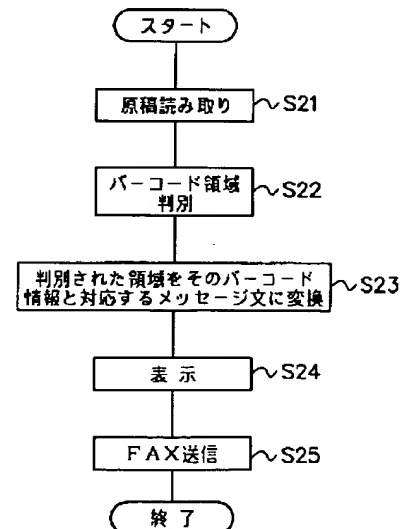 スタート
原稿読み取り
S21
バーコード領域
判別
S22
判別された領域をそのバーコード
情報と対応するメッセージ文に変換
S23
表示
S24
FAX送信
S25
終了